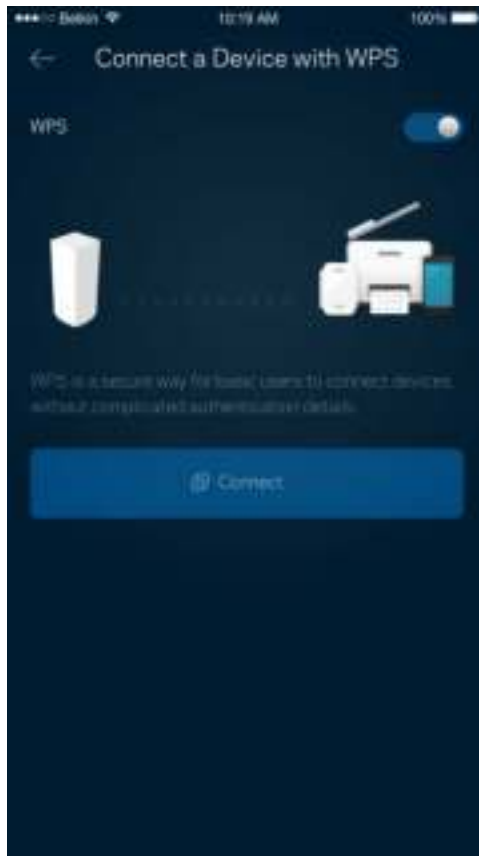 Belkin 10:19 AM 100%
Connect a Device with WPS
WPS
WPS is a secure way for basic users to connect devices
without complicated authentication details.
Connect